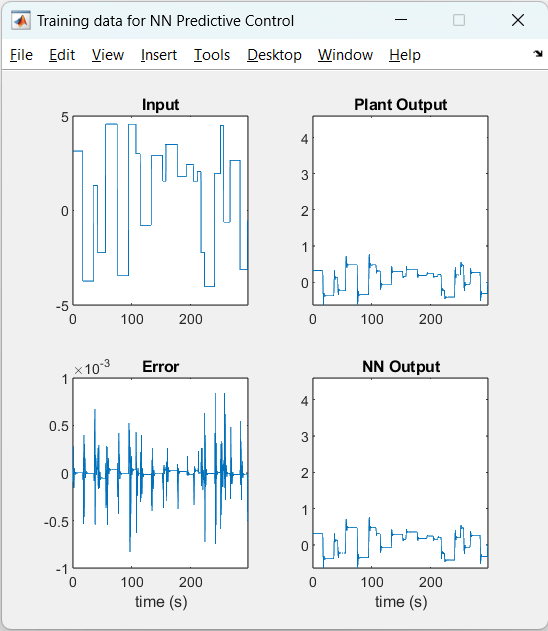 Training data for NN Predictive Control
File Edit View Insert Tools Desktop Window Help
Input
5
0
-5
0 100 200
Plant Output
4
3
2
1
0
0 100 200
Error
×10-3
1
0.5
0
-0.5
-1
0 100 200
time (s)
NN Output
4
3
2
1
0
0 100 200
time (s)